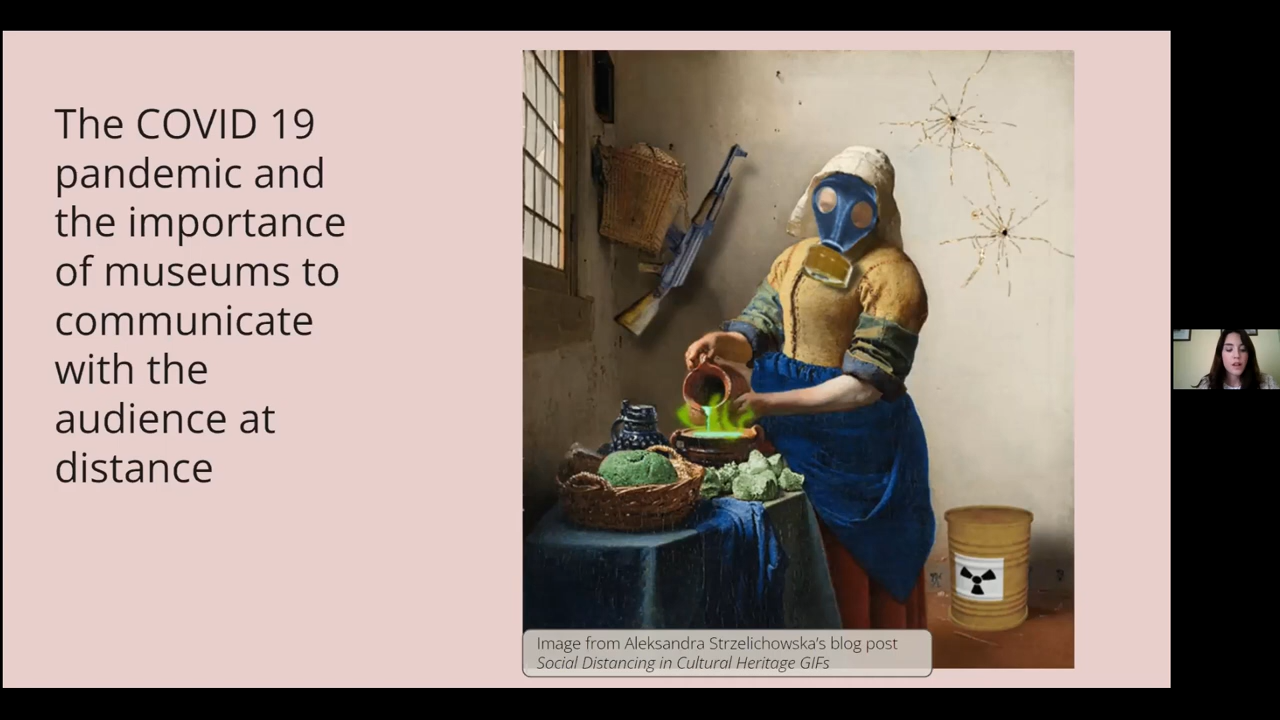 The COVID 19
pandemic and
the importance
of museums to
communicate
with the
audience at
distance
Image from Aleksandra Strzelichowska's blog post
Social Distancing in Cultural Heritage GIFs